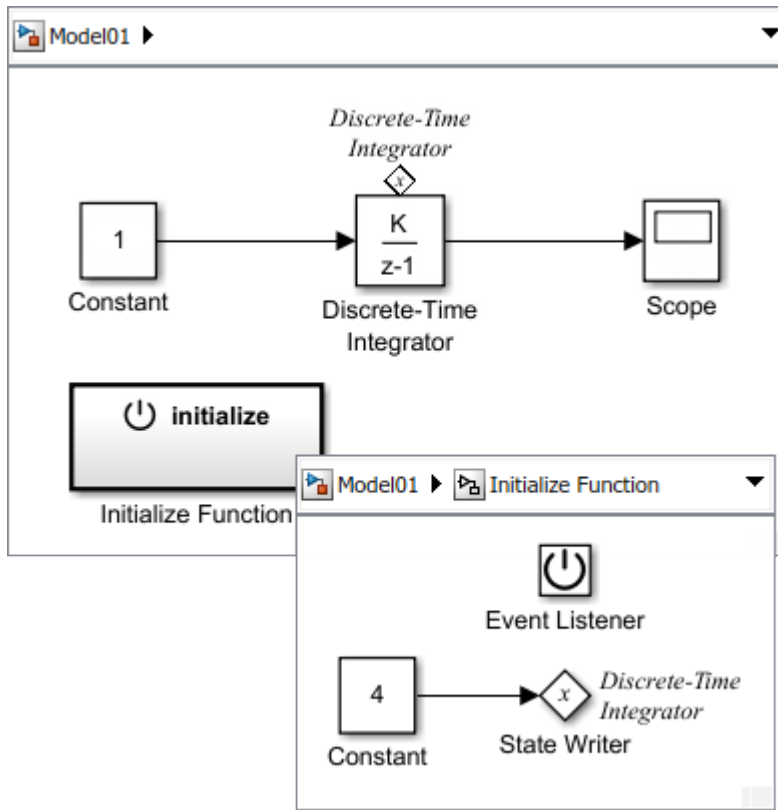 Model01
Discrete-Time
Integrator
x
1
K
z-1
Constant
Discrete-Time
Integrator
Scope
initialize
Initialize Function
Model01 Initialize Function
Event Listener
4
x
Discrete-Time
Integrator
Constant
State Writer